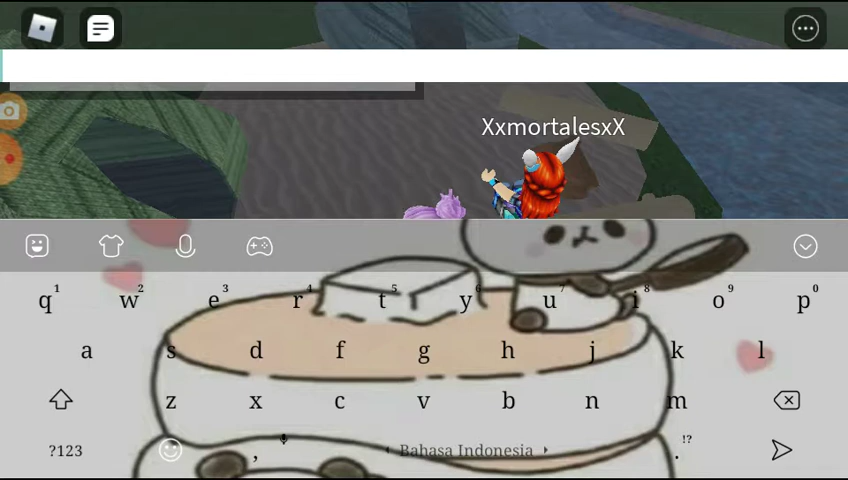 XxmortalesxX
q1 w2 e3 r4 t5 y6 u7 i8 o9 p0
a s d f g h j k l
z x c v b n m
?123 , Bahasa Indonesia . !?